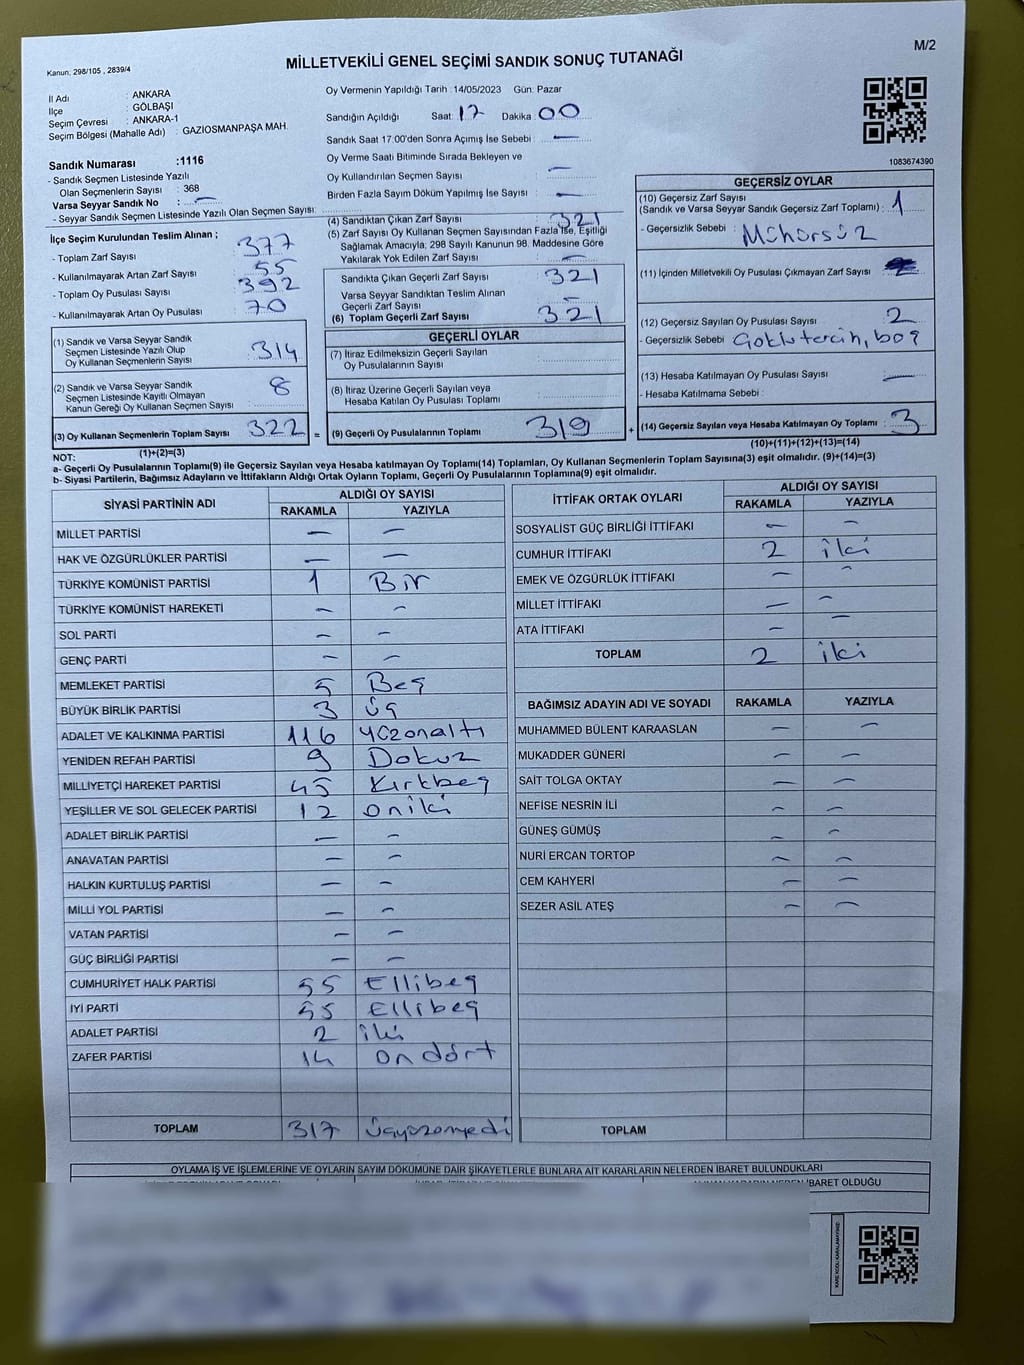 M/2
Kanun; 298/105 , 2839/4
MİLLETVEKİLİ GENEL SEÇİMİ SANDIK SONUÇ TUTANAĞI
İl Adı : ANKARA
İlçe : GÖLBAŞI
Seçim Çevresi : ANKARA-1
Seçim Bölgesi (Mahalle Adı) : GAZİOSMANPAŞA MAH.
Sandık Numarası :1116
- Sandık Seçmen Listesinde Yazılı
Olan Seçmenlerin Sayısı : 368
Varsa Seyyar Sandık No : —
- Seyyar Sandık Seçmen Listesinde Yazılı Olan Seçmen Sayısı:
İlçe Seçim Kurulundan Teslim Alınan ;
- Toplam Zarf Sayısı : 377
- Kullanılmayarak Artan Zarf Sayısı : 55
- Toplam Oy Pusulası Sayısı : 392
- Kullanılmayarak Artan Oy Pusulası : 70
(1) Sandık ve Varsa Seyyar Sandık
Seçmen Listesinde Yazılı Olup
Oy Kullanan Seçmenlerin Sayısı : 314
(2) Sandık ve Varsa Seyyar Sandık
Seçmen Listesinde Kayıtlı Olmayan
Kanun Gereği Oy Kullanan Seçmen Sayısı : 8
(3) Oy Kullanan Seçmenlerin Toplam Sayısı : 322
(1)+(2)=(3)
Oy Vermenin Yapıldığı Tarih :14/05/2023 Gün: Pazar
Sandığın Açıldığı Saat: 17 Dakika: 00
Sandık Saat 17.00'den Sonra Açımış İse Sebebi : —
Oy Verme Saati Bitiminde Sırada Bekleyen ve
Oy Kullandırılan Seçmen Sayısı : —
Birden Fazla Sayım Döküm Yapılmış İse Sayısı : —
(4) Sandıktan Çıkan Zarf Sayısı : 321
(5) Zarf Sayısı Oy Kullanan Seçmen Sayısından Fazla İse, Eşitliği
Sağlamak Amacıyla, 298 Sayılı Kanunun 98. Maddesine Göre
Yakılarak Yok Edilen Zarf Sayısı : —
Sandıkta Çıkan Geçerli Zarf Sayısı : 321
Varsa Seyyar Sandıktan Teslim Alınan
Geçerli Zarf Sayısı : —
(6) Toplam Geçerli Zarf Sayısı : 321
GEÇERLİ OYLAR
(7) İtiraz Edilmeksizin Geçerli Sayılan
Oy Pusulalarının Sayısı :
(8) İtiraz Üzerine Geçerli Sayılan veya
Hesaba Katılan Oy Pusulası Toplamı :
= (9) Geçerli Oy Pusulalarının Toplamı : 319
1083674390
GEÇERSİZ OYLAR
(10) Geçersiz Zarf Sayısı
(Sandık ve Varsa Seyyar Sandık Geçersiz Zarf Toplamı) : 1
- Geçersizlik Sebebi : Mühürsüz
(11) İçinden Milletvekili Oy Pusulası Çıkmayan Zarf Sayısı :
(12) Geçersiz Sayılan Oy Pusulası Sayısı : 2
- Geçersizlik Sebebi : Çoklu tercih, boş
(13) Hesaba Katılmayan Oy Pusulası Sayısı : —
- Hesaba Katılmama Sebebi :
+ (14) Geçersiz Sayılan veya Hesaba Katılmayan Oy Toplamı : 3
(10)+(11)+(12)+(13)=(14)
NOT:
a- Geçerli Oy Pusulalarının Toplamı(9) ile Geçersiz Sayılan veya Hesaba katılmayan Oy Toplamı(14) Toplamları, Oy Kullanan Seçmenlerin Toplam Sayısına(3) eşit olmalıdır. (9)+(14)=(3)
b- Siyasi Partilerin, Bağımsız Adayların ve İttifakların Aldığı Ortak Oyların Toplamı, Geçerli Oy Pusulalarının Toplamına(9) eşit olmalıdır.
SİYASİ PARTİNİN ADI ALDIĞI OY SAYISI
RAKAMLA YAZIYLA
MİLLET PARTİSİ — —
HAK VE ÖZGÜRLÜKLER PARTİSİ — —
TÜRKİYE KOMÜNİST PARTİSİ 1 Bir
TÜRKİYE KOMÜNİST HAREKETİ — —
SOL PARTİ — —
GENÇ PARTİ — —
MEMLEKET PARTİSİ 5 Beş
BÜYÜK BİRLİK PARTİSİ 3 üç
ADALET VE KALKINMA PARTİSİ 116 yüzonaltı
YENİDEN REFAH PARTİSİ 9 Dokuz
MİLLİYETÇİ HAREKET PARTİSİ 45 Kırkbeş
YEŞİLLER VE SOL GELECEK PARTİSİ 12 oniki
ADALET BİRLİK PARTİSİ — —
ANAVATAN PARTİSİ — —
HALKIN KURTULUŞ PARTİSİ — —
MİLLİ YOL PARTİSİ — —
VATAN PARTİSİ — —
GÜÇ BİRLİĞİ PARTİSİ — —
CUMHURİYET HALK PARTİSİ 55 Ellibeş
İYİ PARTİ 55 Ellibeş
ADALET PARTİSİ 2 iki
ZAFER PARTİSİ 14 ondört
TOPLAM 317 üçyüzonyedi
İTTİFAK ORTAK OYLARI ALDIĞI OY SAYISI
RAKAMLA YAZIYLA
SOSYALİST GÜÇ BİRLİĞİ İTTİFAKI — —
CUMHUR İTTİFAKI 2 iki
EMEK VE ÖZGÜRLÜK İTTİFAKI — —
MİLLET İTTİFAKI — —
ATA İTTİFAKI — —
TOPLAM 2 iki
BAĞIMSIZ ADAYIN ADI VE SOYADI RAKAMLA YAZIYLA
MUHAMMED BÜLENT KARAASLAN — —
MUKADDER GÜNERİ — —
SAİT TOLGA OKTAY — —
NEFİSE NESRİN İLİ — —
GÜNEŞ GÜMÜŞ — —
NURİ ERCAN TORTOP — —
CEM KAHYERİ — —
SEZER ASİL ATEŞ — —
TOPLAM
OYLAMA İŞ VE İŞLEMLERİNE VE OYLARIN SAYIM DÖKÜMÜNE DAİR ŞİKAYETLERLE BUNLARA AİT KARARLARIN NELERDEN İBARET BULUNDUKLARI
İBARET OLDUĞU
KARE KODU KARALAMAYINIZ